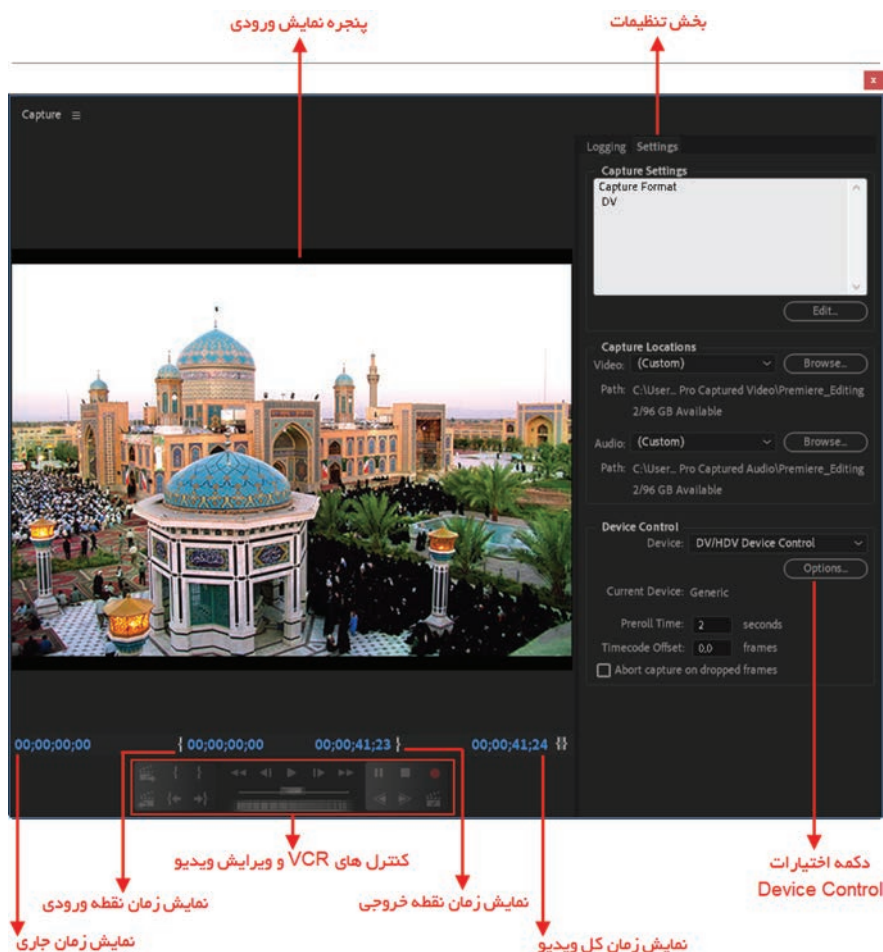 پنجره نمایش ورودی
بخش تنظیمات
x
Capture
Logging Settings
Capture Settings
Capture Format
DV
Edit...
Capture Locations
Video: (Custom) Browse...
Path: C:\User... Pro Captured Video\Premiere_Editing
2/96 GB Available
Audio: (Custom) Browse...
Path: C:\User... Pro Captured Audio\Premiere_Editing
2/96 GB Available
Device Control
Device: DV/HDV Device Control
Options...
Current Device: Generic
Preroll Time: 2 seconds
Timecode Offset: 0,0 frames
Abort capture on dropped frames
00;00;00;00 { 00;00;00;00 00;00;41;23 } 00;00;41;24 {}
کنترل های VCR و ویرایش ویدیو
دکمه اختیارات
Device Control
نمایش زمان نقطه ورودی
نمایش زمان نقطه خروجی
نمایش زمان جاری
نمایش زمان کل ویدیو